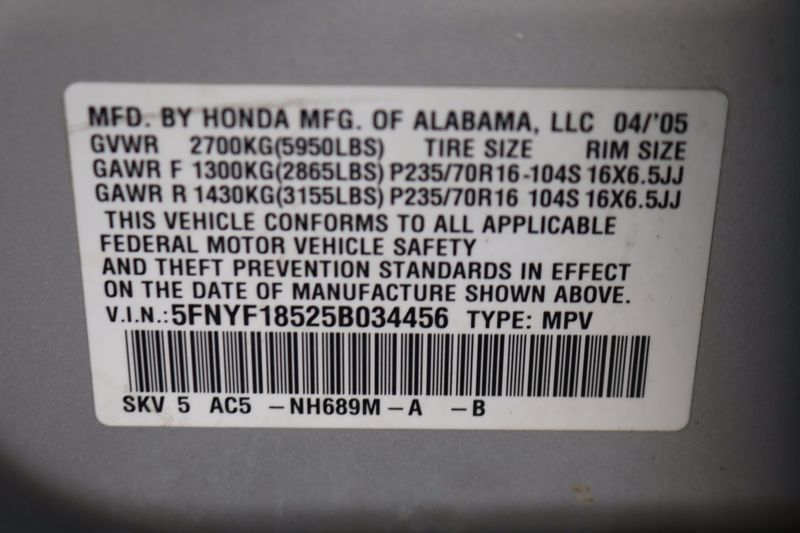 MFD. BY HONDA MFG. OF ALABAMA, LLC 04/'05
GVWR 2700KG(5950LBS) TIRE SIZE RIM SIZE
GAWR F 1300KG(2865LBS) P235/70R16 -104S 16X6.5JJ
GAWR R 1430KG(3155LBS) P235/70R16 104S 16X6.5JJ
THIS VEHICLE CONFORMS TO ALL APPLICABLE
FEDERAL MOTOR VEHICLE SAFETY
AND THEFT PREVENTION STANDARDS IN EFFECT
ON THE DATE OF MANUFACTURE SHOWN ABOVE.
V.I.N.:5FNYF18525B034456 TYPE: MPV
SKV 5 AC5 -NH689M-A -B